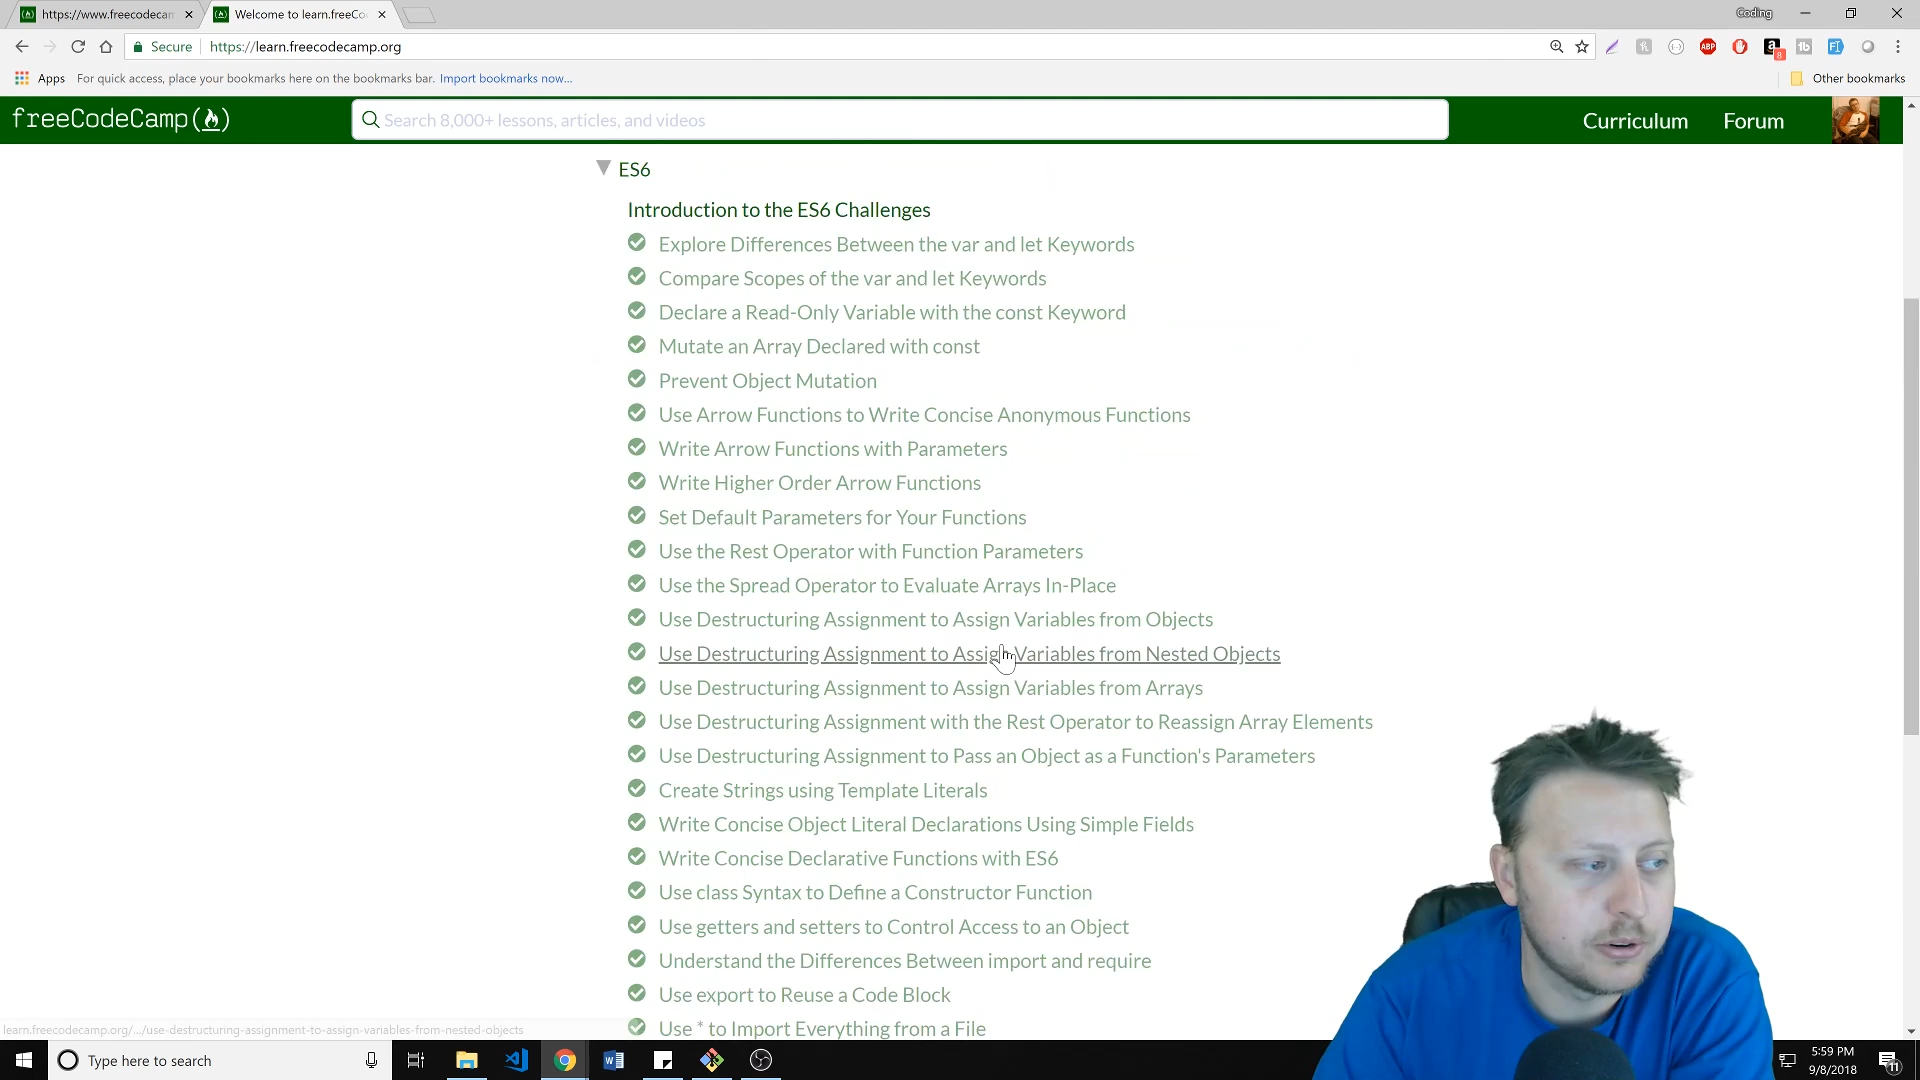 https://www.freecodecam
Welcome to learn.freeCo
Coding
Secure
https://learn.freecodecamp.org
ABP
8
Apps
For quick access, place your bookmarks here on the bookmarks bar.
Import bookmarks now...
Other bookmarks
freeCodeCamp
Search 8,000+ lessons, articles, and videos
Curriculum
Forum
ES6
Introduction to the ES6 Challenges
Explore Differences Between the var and let Keywords
Compare Scopes of the var and let Keywords
Declare a Read-Only Variable with the const Keyword
Mutate an Array Declared with const
Prevent Object Mutation
Use Arrow Functions to Write Concise Anonymous Functions
Write Arrow Functions with Parameters
Write Higher Order Arrow Functions
Set Default Parameters for Your Functions
Use the Rest Operator with Function Parameters
Use the Spread Operator to Evaluate Arrays In-Place
Use Destructuring Assignment to Assign Variables from Objects
Use Destructuring Assignment to Assign Variables from Nested Objects
Use Destructuring Assignment to Assign Variables from Arrays
Use Destructuring Assignment with the Rest Operator to Reassign Array Elements
Use Destructuring Assignment to Pass an Object as a Function's Parameters
Create Strings using Template Literals
Write Concise Object Literal Declarations Using Simple Fields
Write Concise Declarative Functions with ES6
Use class Syntax to Define a Constructor Function
Use getters and setters to Control Access to an Object
Understand the Differences Between import and require
Use export to Reuse a Code Block
Use * to Import Everything from a File
learn.freecodecamp.org/.../use-destructuring-assignment-to-assign-variables-from-nested-objects
Type here to search
5:59 PM
9/8/2018
11